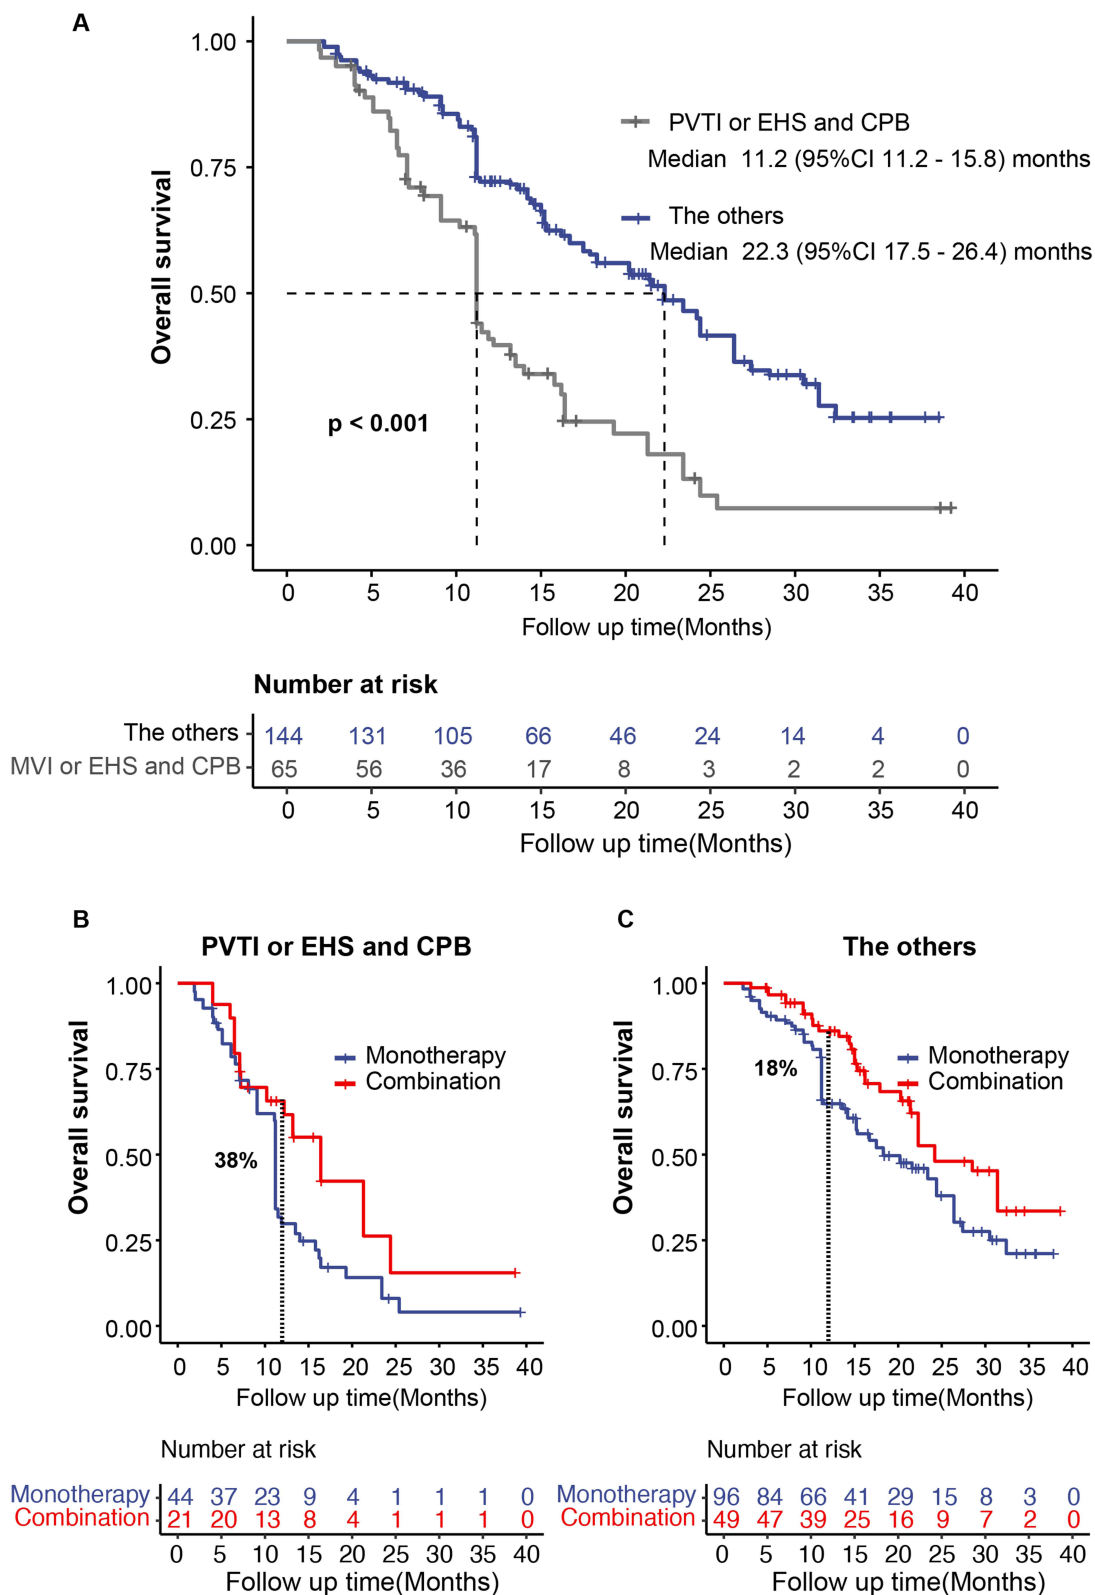 A
1.00
0.75
0.50
0.25
0.00
Overall survival
PVTI or EHS and CPB
Median 11.2 (95%CI 11.2 - 15.8) months
The others
Median 22.3 (95%CI 17.5 - 26.4) months
p < 0.001
0 5 10 15 20 25 30 35 40
Follow up time(Months)
Number at risk
The others 144 131 105 66 46 24 14 4 0
MVI or EHS and CPB 65 56 36 17 8 3 2 2 0
0 5 10 15 20 25 30 35 40
Follow up time(Months)
B
PVTI or EHS and CPB
1.00
0.75
0.50
0.25
0.00
Overall survival
Monotherapy
Combination
38%
0 5 10 15 20 25 30 35 40
Follow up time(Months)
Number at risk
Monotherapy 44 37 23 9 4 1 1 1 0
Combination 21 20 13 8 4 1 1 1 0
0 5 10 15 20 25 30 35 40
Follow up time(Months)
C
The others
1.00
0.75
0.50
0.25
0.00
Overall survival
Monotherapy
Combination
18%
0 5 10 15 20 25 30 35 40
Follow up time(Months)
Number at risk
Monotherapy 96 84 66 41 29 15 8 3 0
Combination 49 47 39 25 16 9 7 2 0
0 5 10 15 20 25 30 35 40
Follow up time(Months)